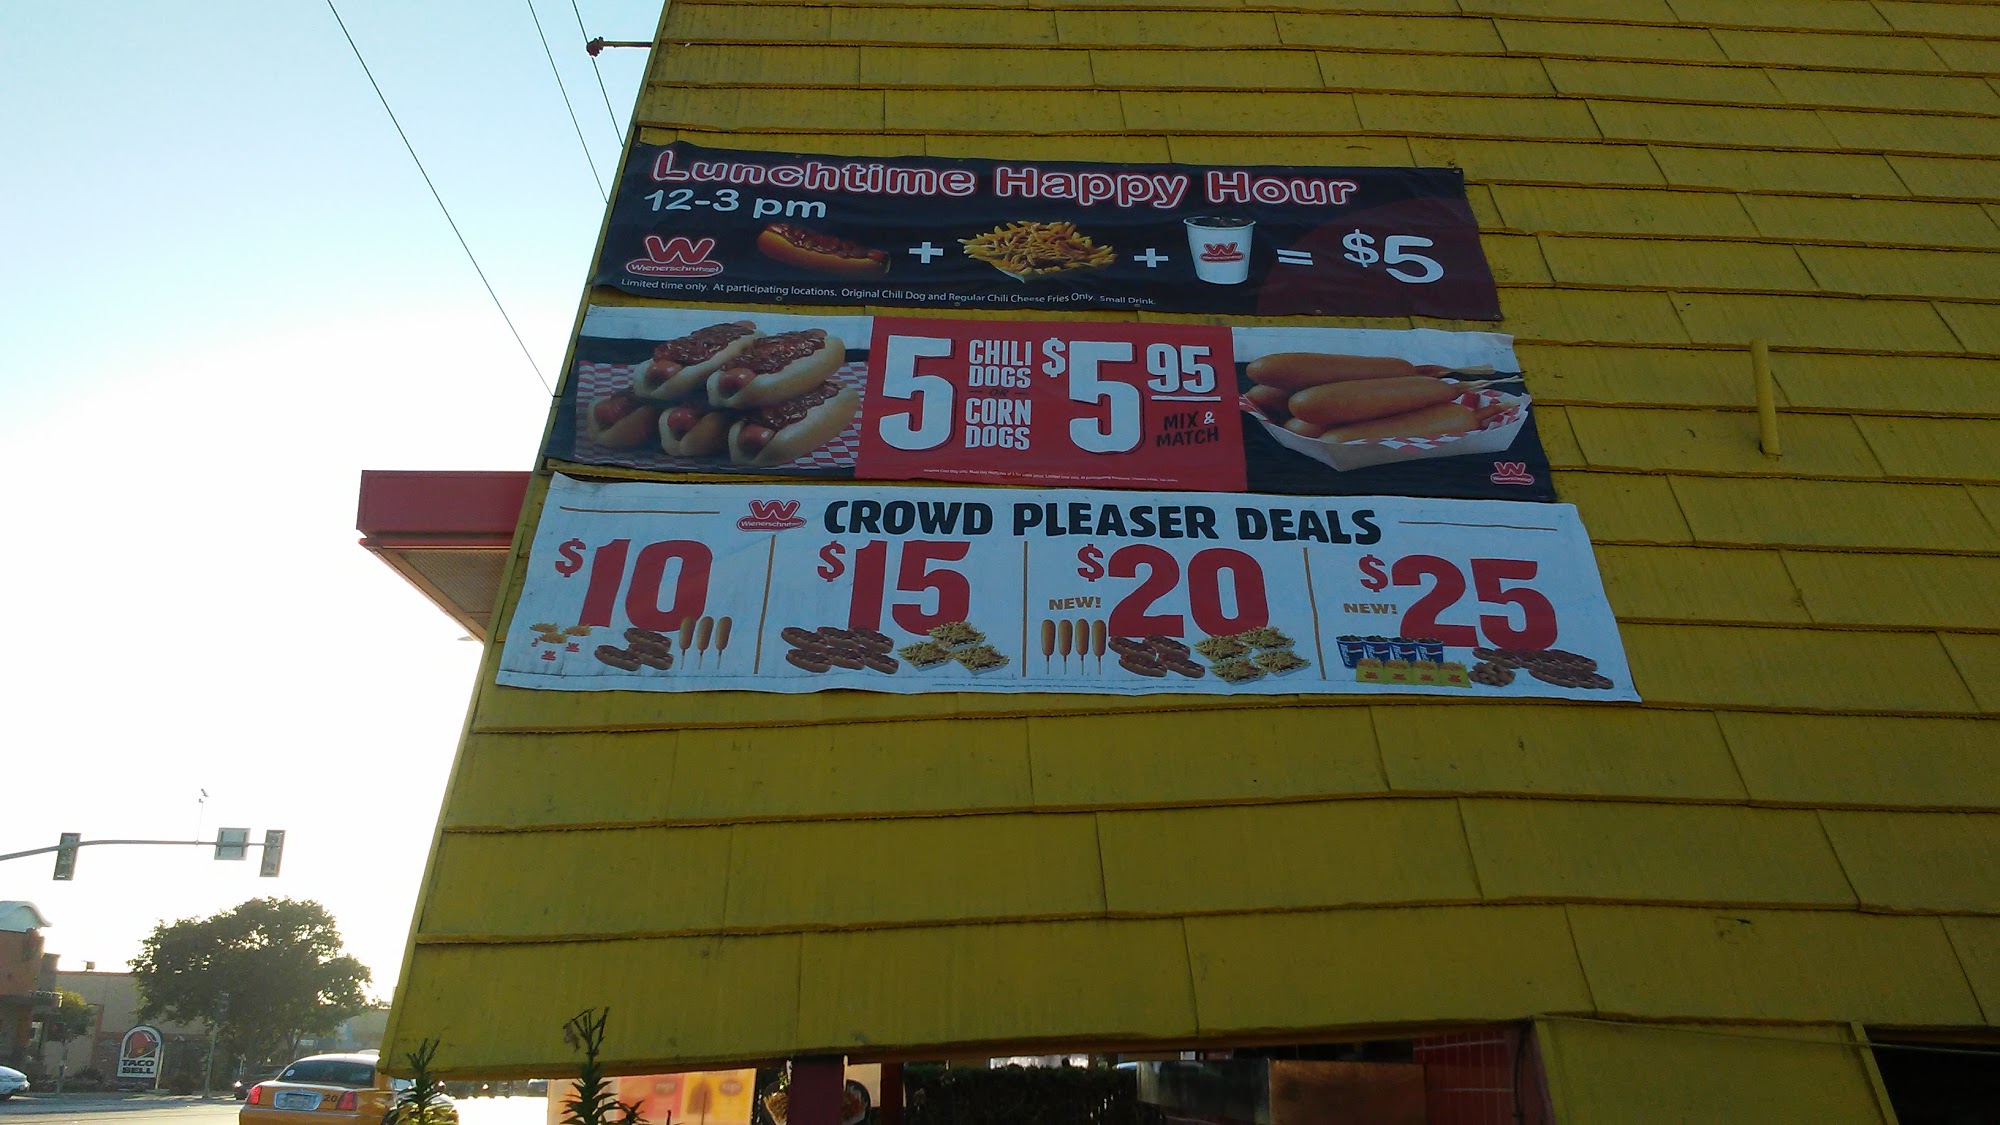 Lunchtime Happy Hour
12-3 pm
W
Wienerschnitzel
+ + = $5
Limited time only. At participating locations. Original Chili Dog and Regular Chili Cheese Fries Only. Small Drink.
5 CHILI DOGS OR CORN DOGS $5 95
MIX & MATCH
W
Wienerschnitzel
CROWD PLEASER DEALS
$10
$15
NEW! $20
NEW! $25
TACO
BELL